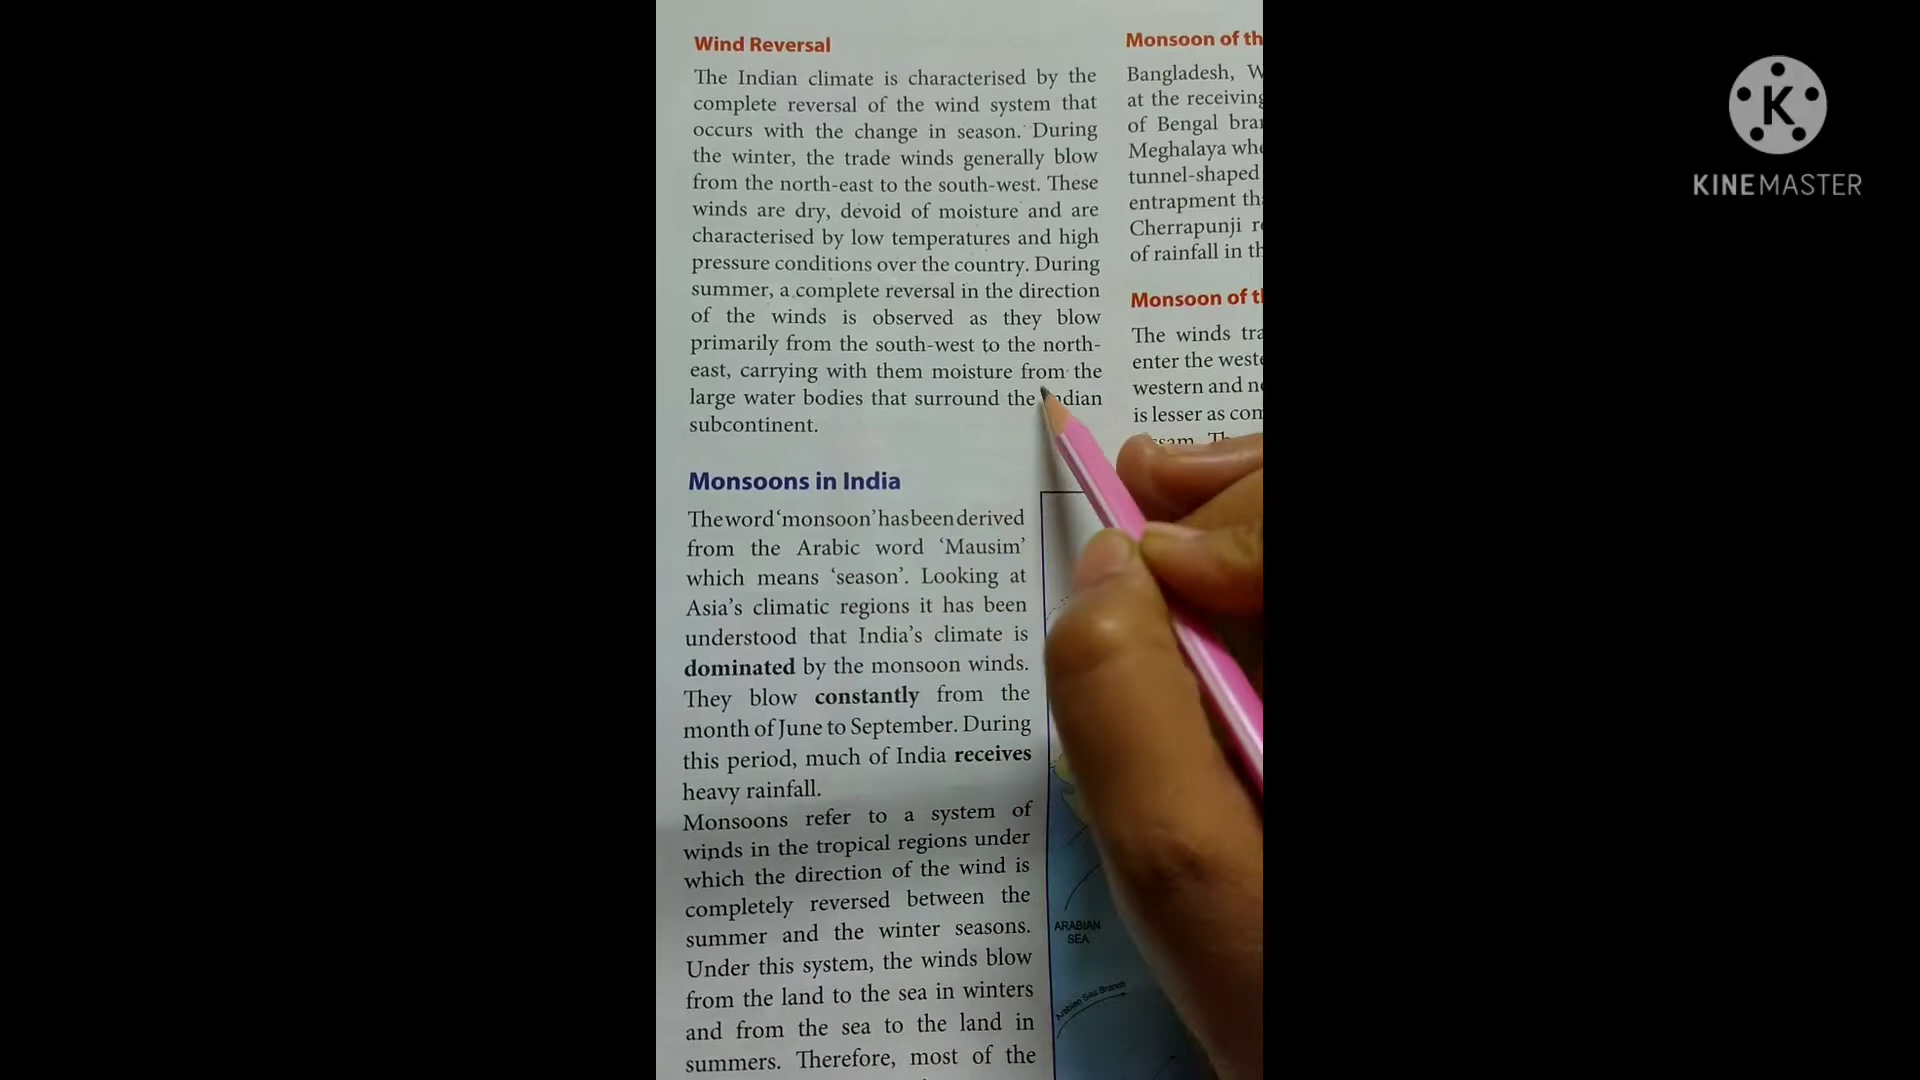 Wind Reversal
The Indian climate is characterised by the
complete reversal of the wind system that
occurs with the change in season. During
the winter, the trade winds generally blow
from the north-east to the south-west. These
winds are dry, devoid of moisture and are
characterised by low temperatures and high
pressure conditions over the country. During
summer, a complete reversal in the direction
of the winds is observed as they blow
primarily from the south-west to the north-
east, carrying with them moisture from the
large water bodies that surround the
subcontinent.
Monsoons in India
The word ‘monsoon’ has been derived
from the Arabic word ‘Mausim’
which means ‘season’. Looking at
Asia’s climatic regions it has been
understood that India’s climate is
dominated by the monsoon winds.
They blow constantly from the
month of June to September. During
this period, much of India receives
heavy rainfall.
Monsoons refer to a system of
winds in the tropical regions under
which the direction of the wind is
completely reversed between the
summer and the winter seasons.
Under this system, the winds blow
from the land to the sea in winters
and from the sea to the land in
summers. Therefore, most of the
Monsoon of
Bangladesh,
at the receiving
of Bengal
Meghalaya
tunnel-shaped
entrapment
Cherrapunji
of rainfall in
Monsoon of
The winds
enter the
western and
is lesser as
ARABIAN
SEA
Arabian Sea Branch
KINEMASTER